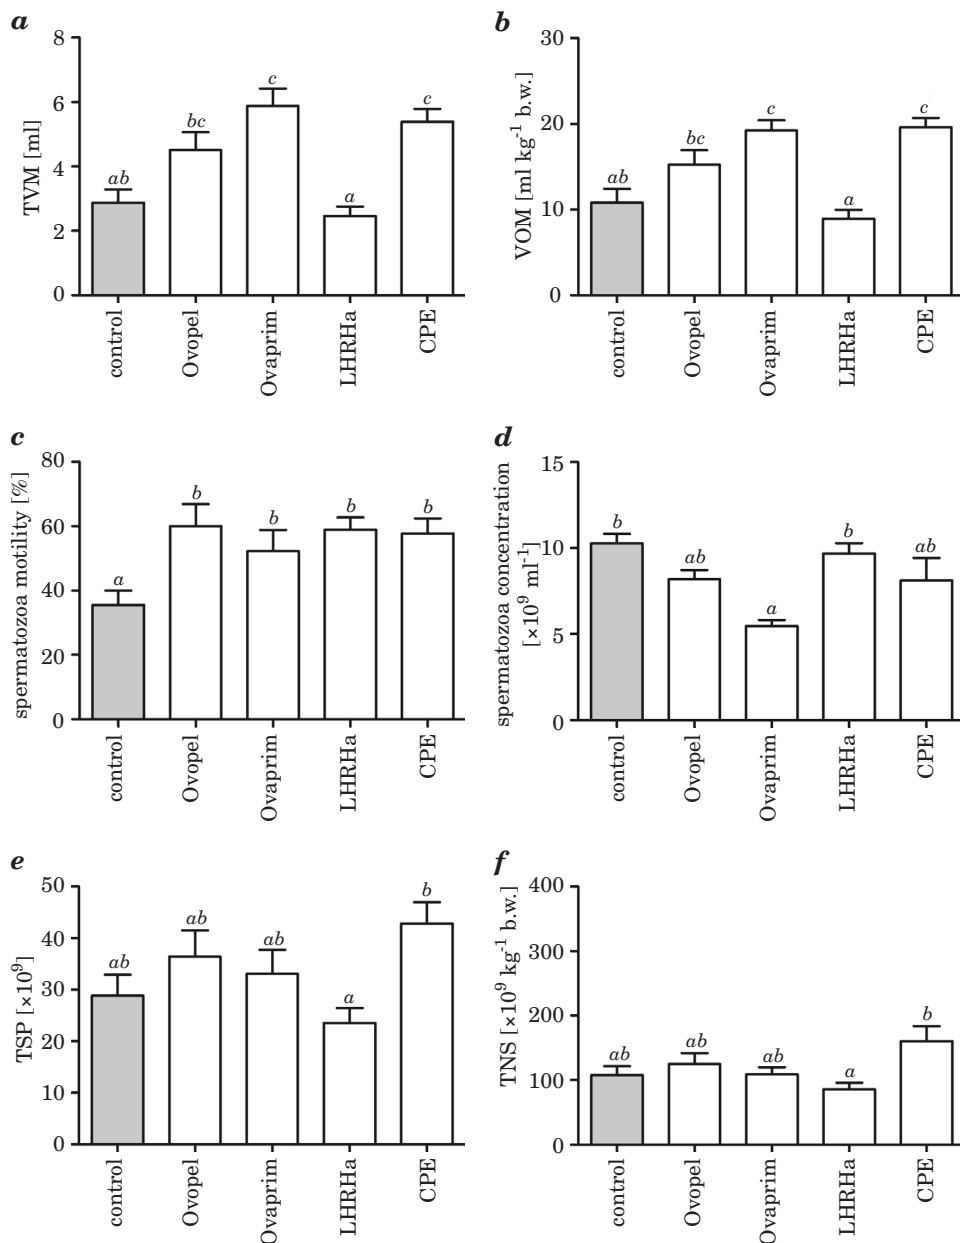 a
TVM [ml]
8
6
4
2
0
ab
bc
c
a
c
control
Ovopel
Ovaprim
LHRHa
CPE
b
VOM [ml kg⁻¹ b.w.]
30
20
10
0
ab
bc
c
a
c
control
Ovopel
Ovaprim
LHRHa
CPE
c
spermatozoa motility [%]
80
60
40
20
0
a
b
b
b
b
control
Ovopel
Ovaprim
LHRHa
CPE
d
spermatozoa concentration
[×10⁹ ml⁻¹]
15
10
5
0
b
ab
a
b
ab
control
Ovopel
Ovaprim
LHRHa
CPE
e
TSP [×10⁹]
50
40
30
20
10
0
ab
ab
ab
a
b
control
Ovopel
Ovaprim
LHRHa
CPE
f
TNS [×10⁹ kg⁻¹ b.w.]
400
300
200
100
0
ab
ab
ab
a
b
control
Ovopel
Ovaprim
LHRHa
CPE